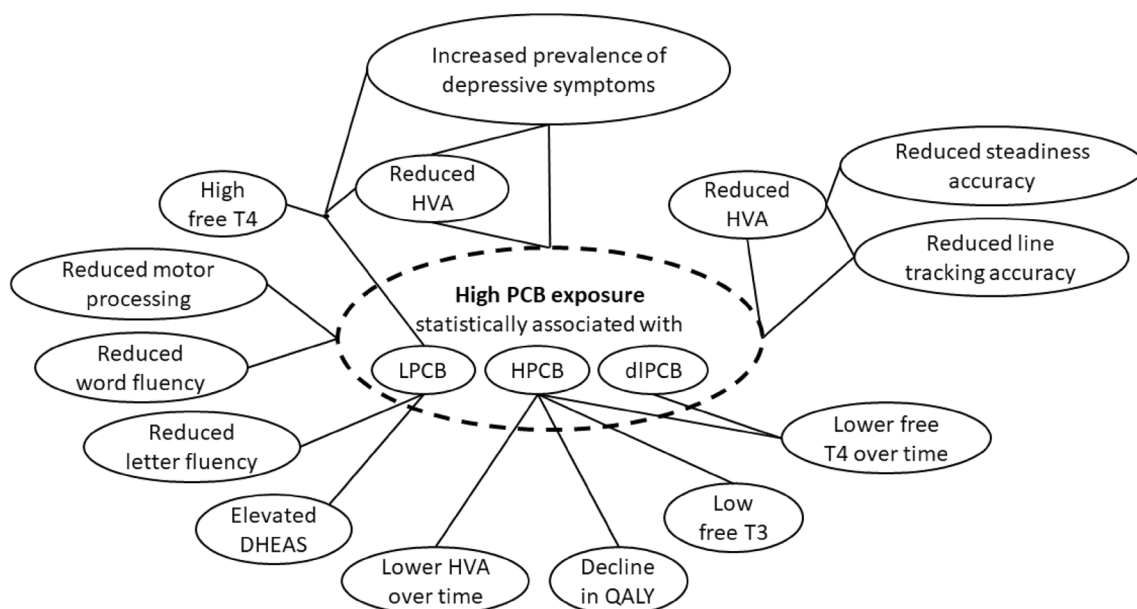 Increased prevalence of
depressive symptoms
Reduced
HVA
High
free T4
Reduced
HVA
Reduced steadiness
accuracy
Reduced line
tracking accuracy
Reduced motor
processing
High PCB exposure
statistically associated with
Reduced
word fluency
LPCB
HPCB
dlPCB
Reduced
letter fluency
Lower free
T4 over time
Elevated
DHEAS
Low
free T3
Lower HVA
over time
Decline
in QALY